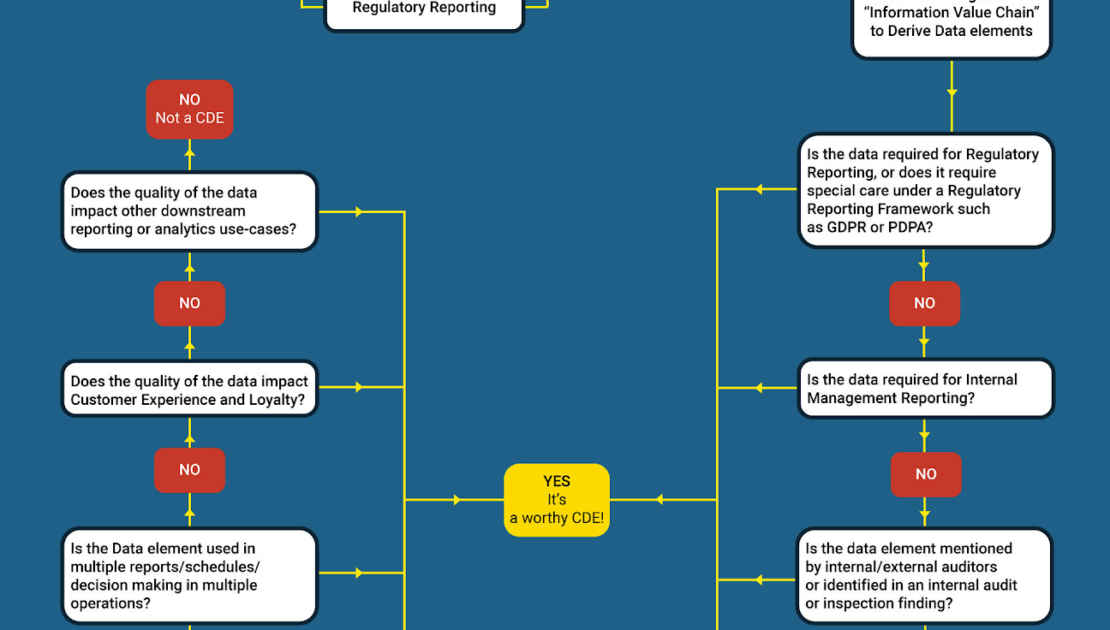 Regulatory Reporting
“Information Value Chain”
to Derive Data elements
NO
Not a CDE
Does the quality of the data
impact other downstream
reporting or analytics use-cases?
NO
Does the quality of the data impact
Customer Experience and Loyalty?
NO
Is the Data element used in
multiple reports/schedules/
decision making in multiple
operations?
YES
It’s
a worthy CDE!
Is the data required for Regulatory
Reporting, or does it require
special care under a Regulatory
Reporting Framework such
as GDPR or PDPA?
NO
Is the data required for Internal
Management Reporting?
NO
Is the data element mentioned
by internal/external auditors
or identified in an internal audit
or inspection finding?